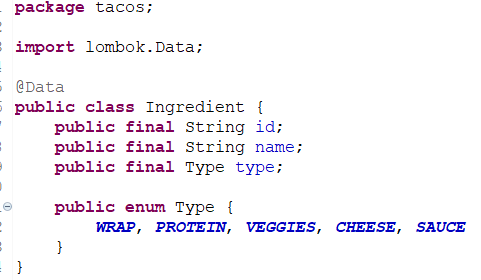 package tacos;
import lombok.Data;
@Data
public class Ingredient {
public final String id;
public final String name;
public final Type type;
public enum Type {
WRAP, PROTEIN, VEGGIES, CHEESE, SAUCE
}
}